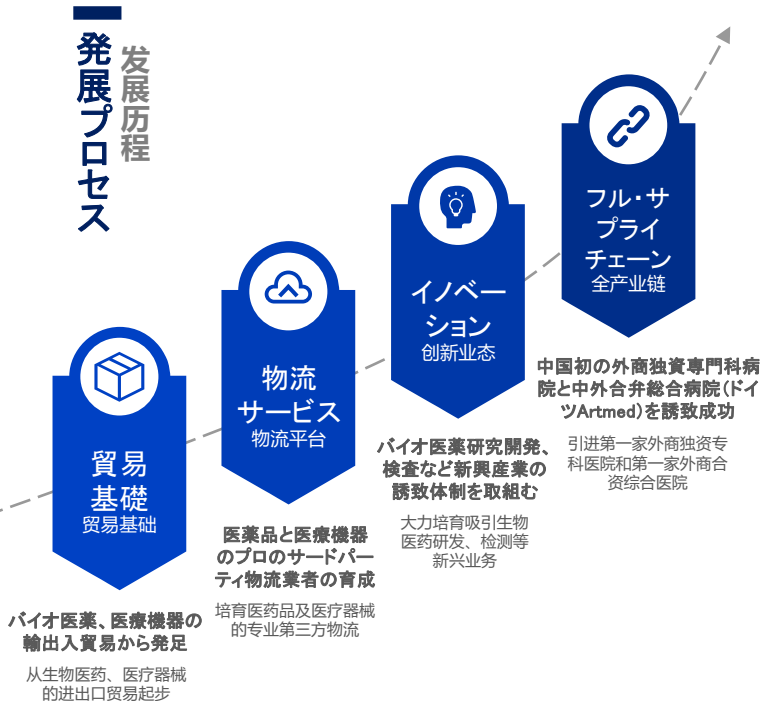 発展プロセス
发展历程
貿易
基礎
贸易基础
バイオ医薬、医療機器の
輸出入貿易から発足
从生物医药、医疗器械
的进出口贸易起步
物流
サービス
物流平台
医薬品と医療機器
のプロのサードパー
ティ物流業者の育成
培育医药品及医疗器械
的专业第三方物流
イノベー
ション
创新业态
バイオ医薬研究開発、
検査など新興産業の
誘致体制を取組む
大力培育吸引生物
医药研发、检测等
新兴业务
フル・サ
プライ
チェーン
全产业链
中国初の外商独資専門科病
院と中外合弁総合病院(ドイ
ツArtmed)を誘致成功
引进第一家外商独资专
科医院和第一家外商合
资综合医院